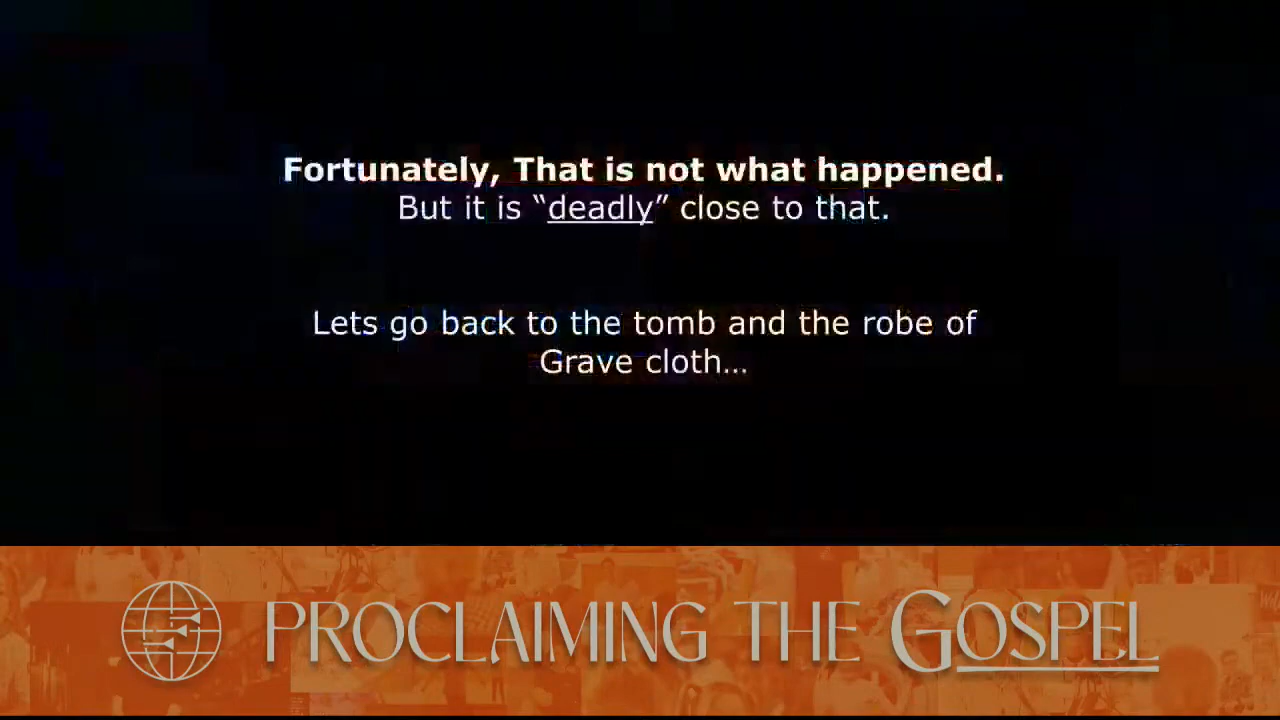 Fortunately, That is not what happened.
But it is “deadly” close to that.
Lets go back to the tomb and the robe of
Grave cloth…
PROCLAIMING THE GOSPEL